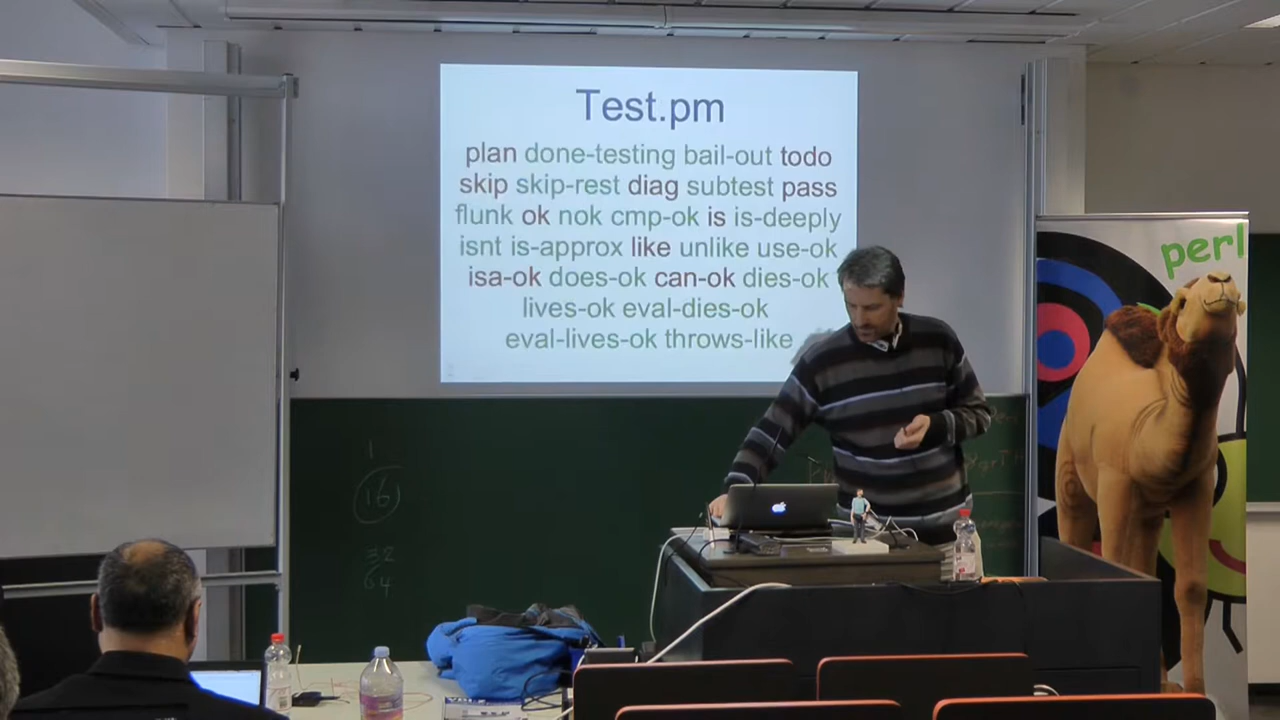 Test.pm
plan done-testing bail-out todo
skip skip-rest diag subtest pass
flunk ok nok cmp-ok is is-deeply
isnt is-approx like unlike use-ok
isa-ok does-ok can-ok dies-ok
lives-ok eval-dies-ok
eval-lives-ok throws-like
perl
1
16
32
64